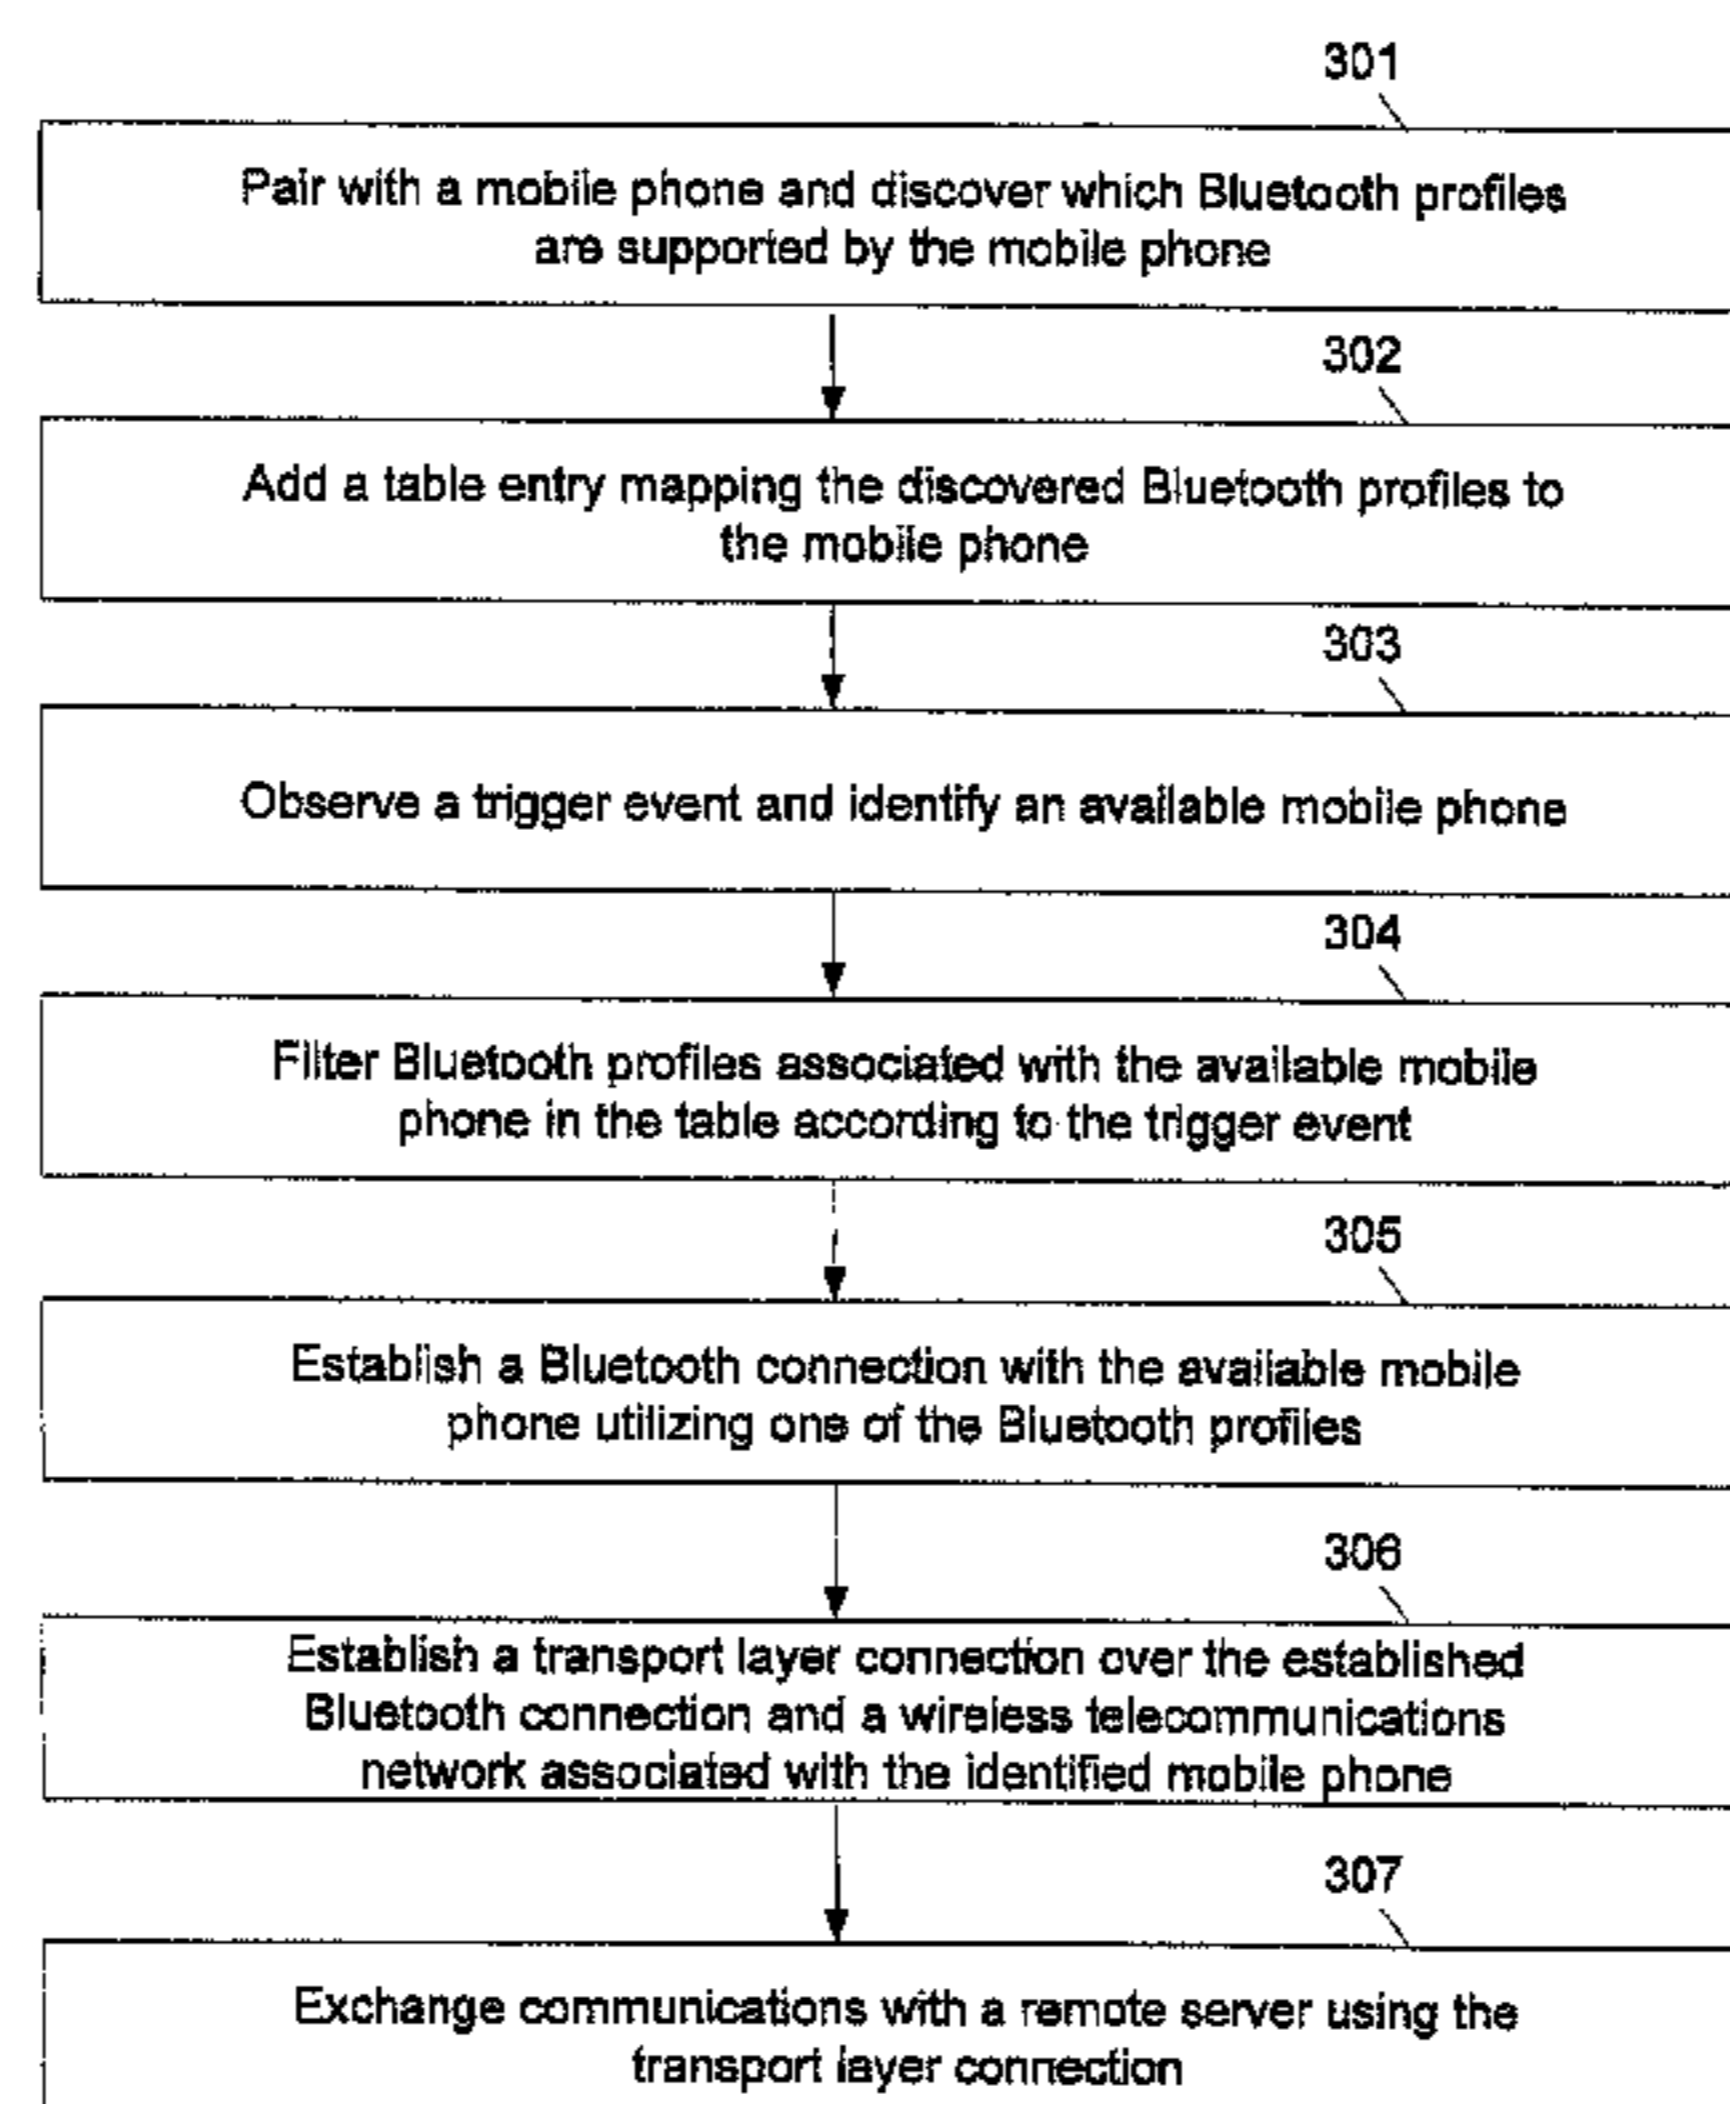 301
Pair with a mobile phone and discover which Bluetooth profiles
are supported by the mobile phone
302
Add a table entry mapping the discovered Bluetooth profiles to
the mobile phone
303
Observe a trigger event and identify an available mobile phone
304
Filter Bluetooth profiles associated with the available mobile
phone in the table according to the trigger event
305
Establish a Bluetooth connection with the available mobile
phone utilizing one of the Bluetooth profiles
306
Establish a transport layer connection over the established
Bluetooth connection and a wireless telecommunications
network associated with the identified mobile phone
307
Exchange communications with a remote server using the
transport layer connection